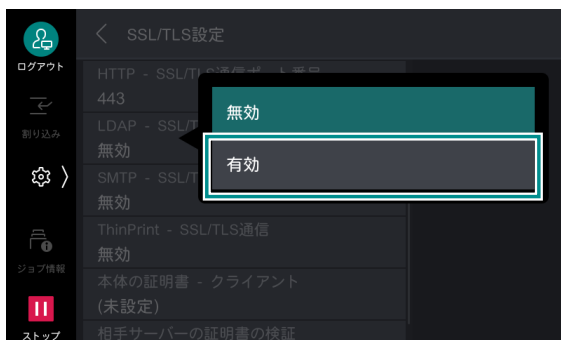 ログアウト
割り込み
ジョブ情報
ストップ
SSL/TLS設定
HTTP - SSL/TLS通信ポート番号
443
LDAP - SSL/T
無効
SMTP - SSL/T
無効
ThinPrint - SSL/TLS通信
無効
本体の証明書 - クライアント
(未設定)
相手サーバーの証明書の検証
無効
有効